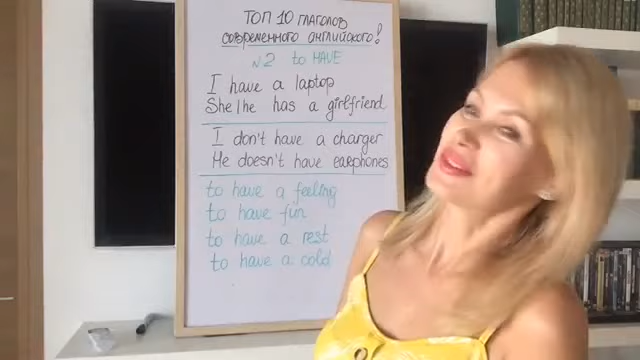 ТОП 10 глаголов
современного английского!
№2 to HAVE
I have a laptop
She/he has a girlfriend
I don't have a charger
He doesn't have earphones
to have a feeling
to have fun
to have a rest
to have a cold